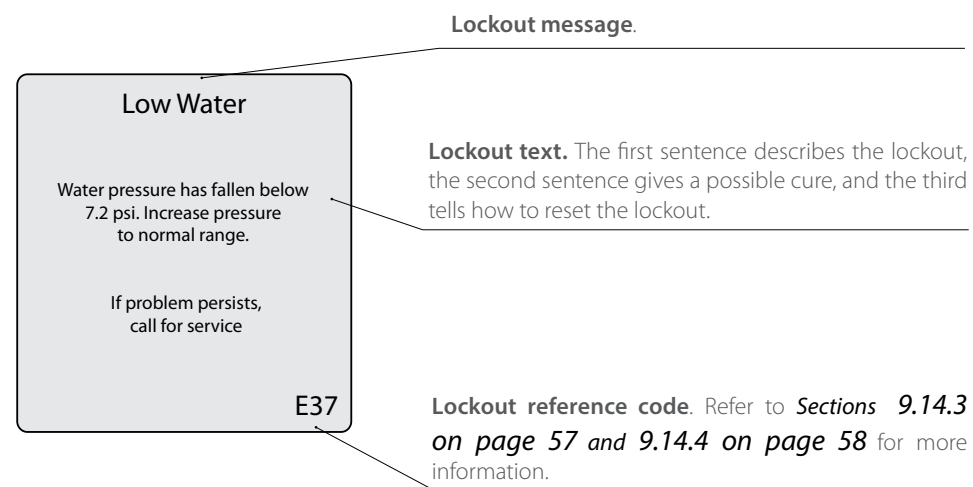 Lockout message.
Low Water
Water pressure has fallen below
7.2 psi. Increase pressure
to normal range.
If problem persists,
call for service
E37
Lockout text. The first sentence describes the lockout,
the second sentence gives a possible cure, and the third
tells how to reset the lockout.
Lockout reference code. Refer to Sections 9.14.3
on page 57 and 9.14.4 on page 58 for more
information.